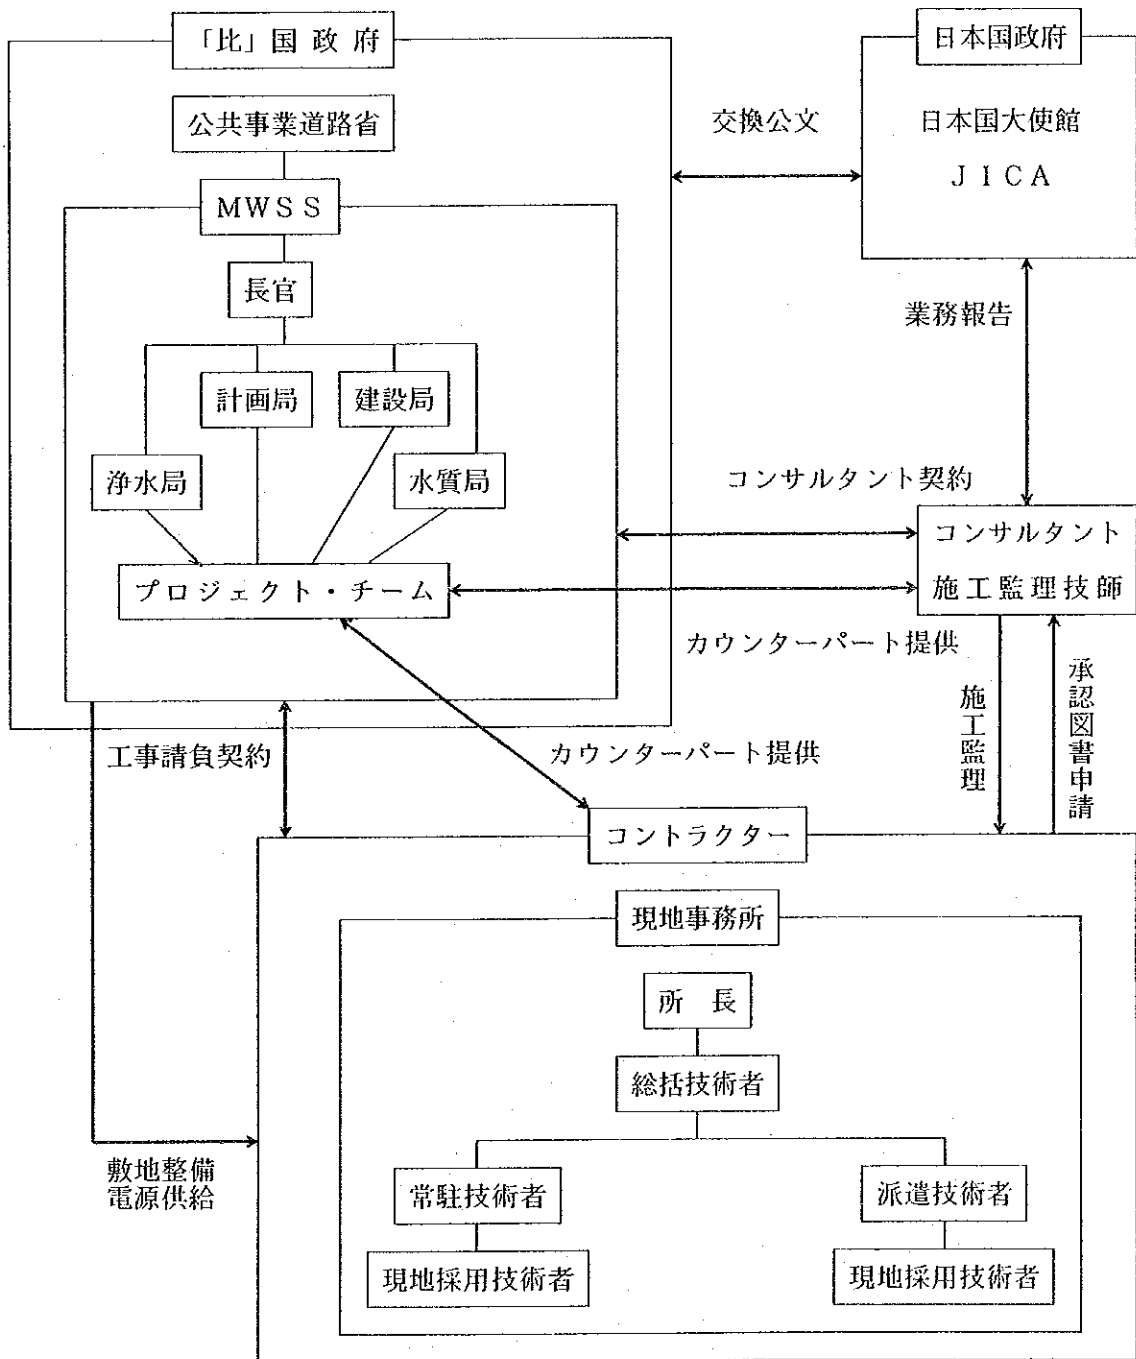 「比」国政府
日本国政府
公共事業道路省
交換公文
日本国大使館
JICA
MWSS
長官
業務報告
計画局
建設局
浄水局
水質局
コンサルタント契約
コンサルタント
施工監理技師
プロジェクト・チーム
カウンターパート提供
施工監理
承認図書申請
工事請負契約
カウンターパート提供
コントラクター
現地事務所
所長
総括技術者
敷地整備
電源供給
常駐技術者
派遣技術者
現地採用技術者
現地採用技術者